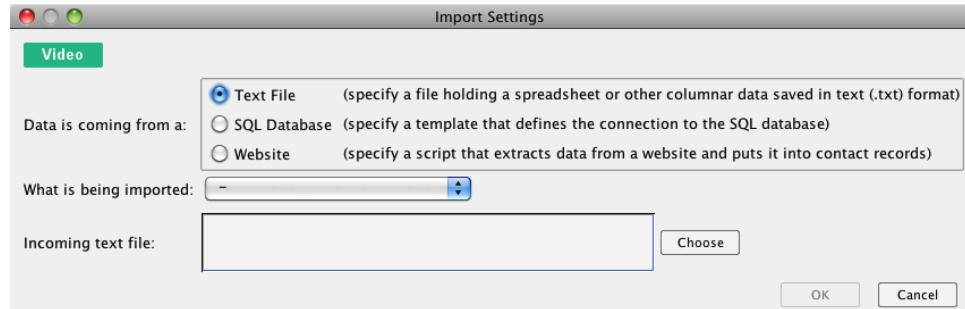 Import Settings
Video
Data is coming from a:
Text File (specify a file holding a spreadsheet or other columnar data saved in text (.txt) format)
SQL Database (specify a template that defines the connection to the SQL database)
Website (specify a script that extracts data from a website and puts it into contact records)
What is being imported: –
Incoming text file: Choose
OK Cancel